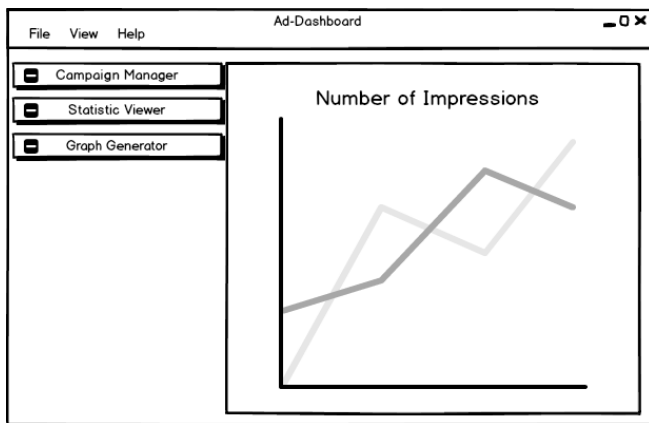 Ad-Dashboard
File View Help
Campaign Manager
Statistic Viewer
Graph Generator
Number of Impressions